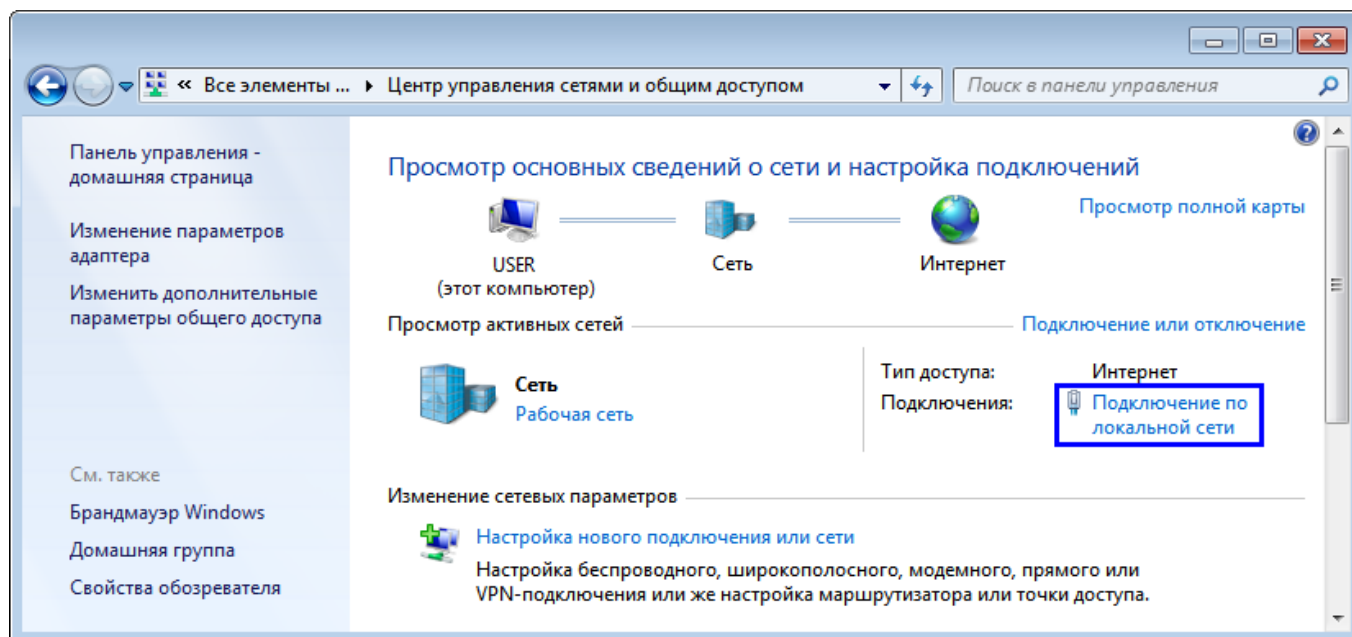 « Все элементы ... Центр управления сетями и общим доступом Поиск в панели управления
Панель управления -
домашняя страница
Изменение параметров
адаптера
Изменить дополнительные
параметры общего доступа
См. также
Брандмауэр Windows
Домашняя группа
Свойства обозревателя
Просмотр основных сведений о сети и настройка подключений
Просмотр полной карты
USER
(этот компьютер)
Сеть
Интернет
Просмотр активных сетей
Подключение или отключение
Сеть
Рабочая сеть
Тип доступа: Интернет
Подключения: Подключение по
локальной сети
Изменение сетевых параметров
Настройка нового подключения или сети
Настройка беспроводного, широкополосного, модемного, прямого или
VPN-подключения или же настройка маршрутизатора или точки доступа.